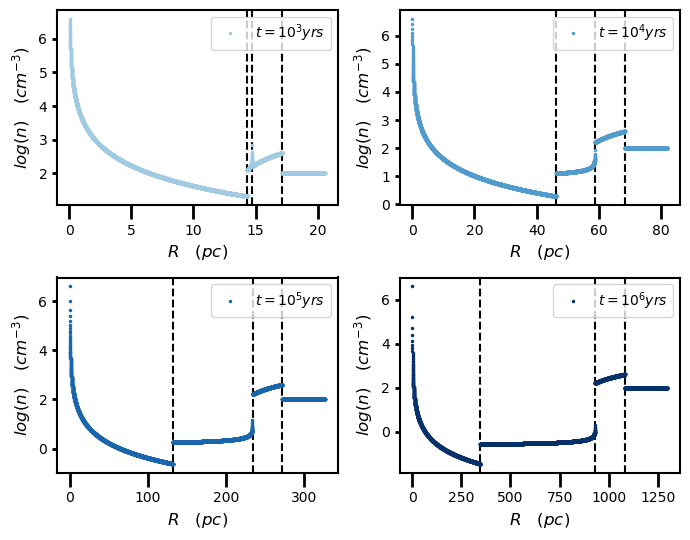 log(n) (cm⁻³)
6
5
4
3
2
t = 10³yrs
0 5 10 15 20
R (pc)
log(n) (cm⁻³)
6
5
4
3
2
1
0
t = 10⁴yrs
0 20 40 60 80
R (pc)
log(n) (cm⁻³)
6
4
2
0
t = 10⁵yrs
0 100 200 300
R (pc)
log(n) (cm⁻³)
6
4
2
0
t = 10⁶yrs
0 250 500 750 1000 1250
R (pc)